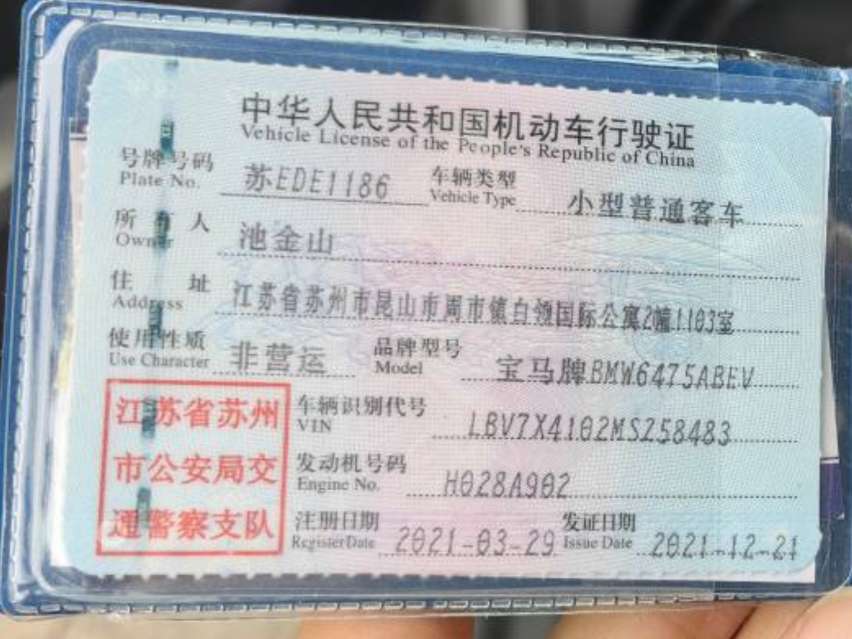 中华人民共和国机动车行驶证
Vehicle License of the People's Republic of China
号牌号码 苏EDE1186 车辆类型 小型普通客车
Plate No. Vehicle Type
所有人 池金山
Owner
住址 江苏省苏州市昆山市周市镇白领国际公寓2幢1103室
Address
使用性质 非营运 品牌型号 宝马牌BMW6475ABEV
Use Character Model
江苏省苏州 车辆识别代号 LBV7X4102MS258483
VIN
市公安局交 发动机号码 H028A902
Engine No.
通警察支队 注册日期 2021-03-29 发证日期 2021-12-21
Register Date Issue Date